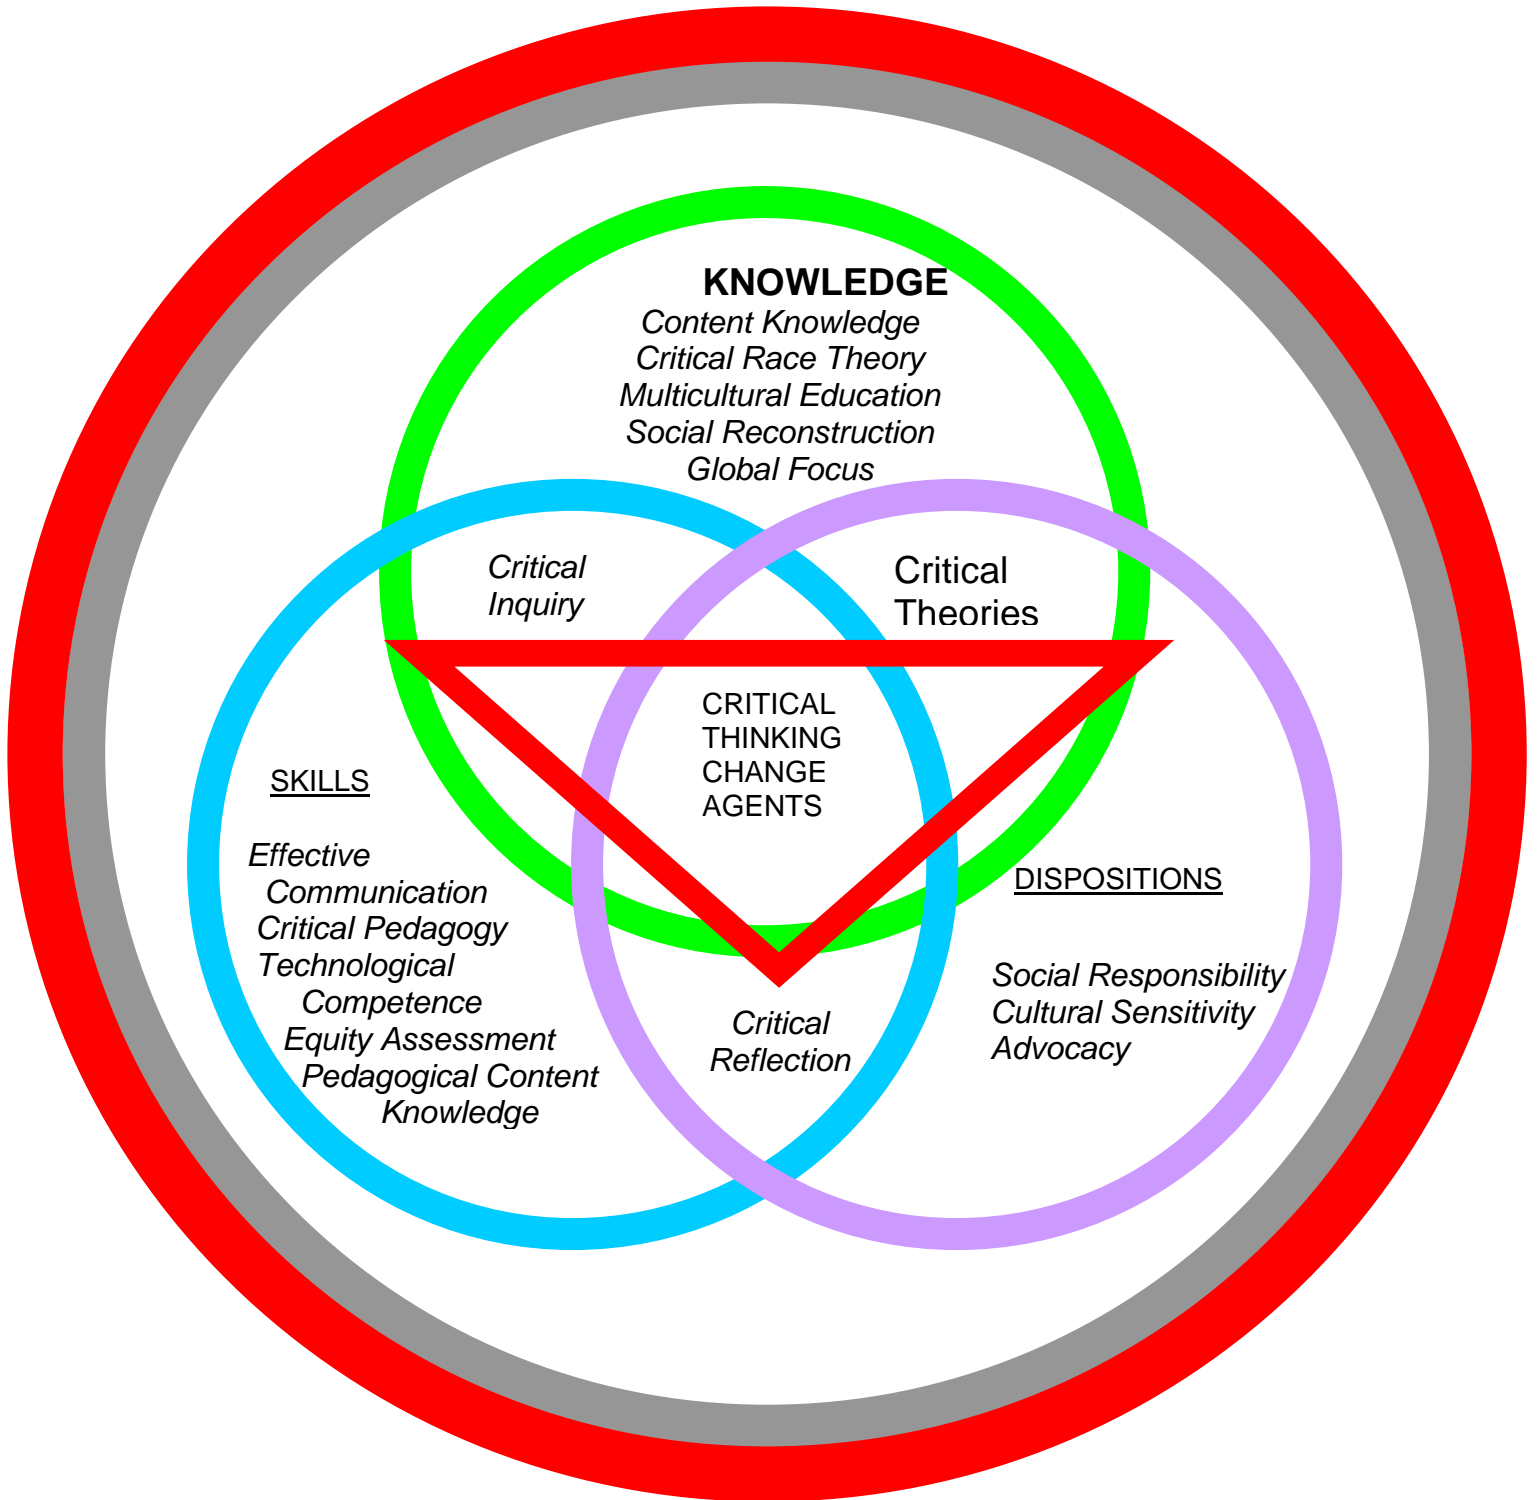 KNOWLEDGE
Content Knowledge
Critical Race Theory
Multicultural Education
Social Reconstruction
Global Focus
Critical
Inquiry
Critical
Theories
CRITICAL
THINKING
CHANGE
AGENTS
SKILLS
Effective
Communication
Critical Pedagogy
Technological
Competence
Equity Assessment
Pedagogical Content
Knowledge
DISPOSITIONS
Social Responsibility
Cultural Sensitivity
Advocacy
Critical
Reflection